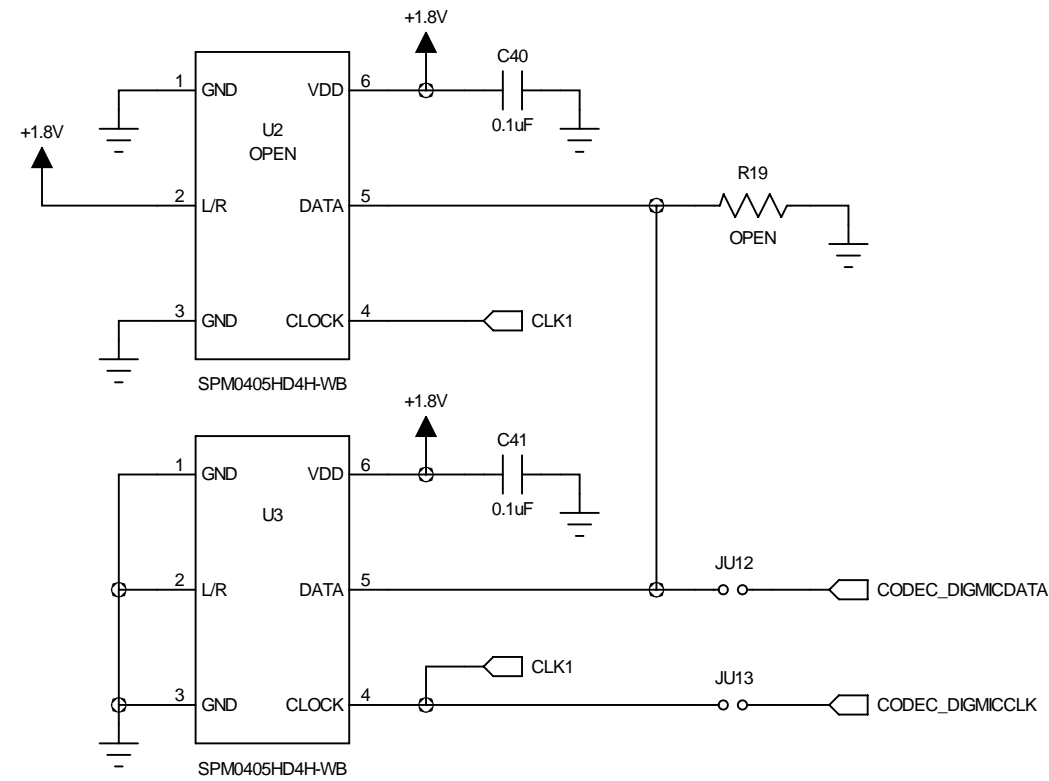 +1.8V
C40
1 GND VDD 6
0.1uF
U2
OPEN
+1.8V
R19
2 L/R DATA 5
OPEN
3 GND CLOCK 4 CLK1
SPM0405HD4H-WB
+1.8V
C41
1 GND VDD 6
0.1uF
U3
JU12
2 L/R DATA 5 CODEC_DIGMICDATA
CLK1
JU13
3 GND CLOCK 4 CODEC_DIGMICCLK
SPM0405HD4H-WB